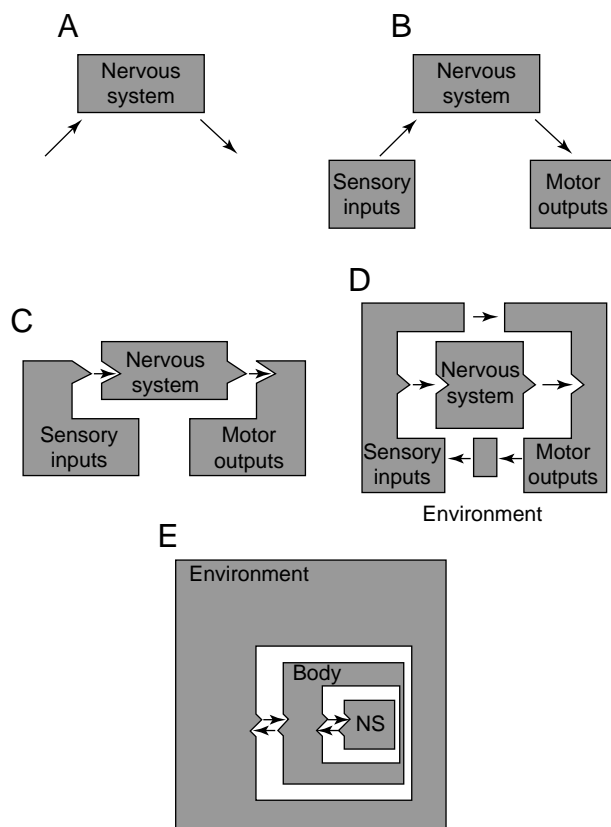 A
Nervous
system
B
Nervous
system
Sensory
inputs
Motor
outputs
C
Nervous
system
Sensory
inputs
Motor
outputs
D
Nervous
system
Sensory
inputs
Motor
outputs
Environment
E
Environment
Body
NS